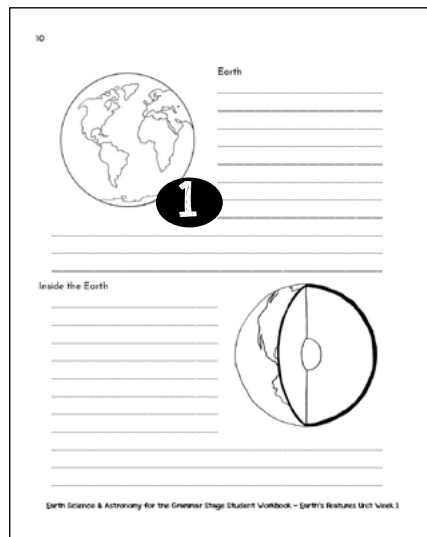 10
Earth
1
Inside the Earth
Earth Science & Astronomy for the Grammar Stage Student Workbook ~ Earth's Features Unit Week 1